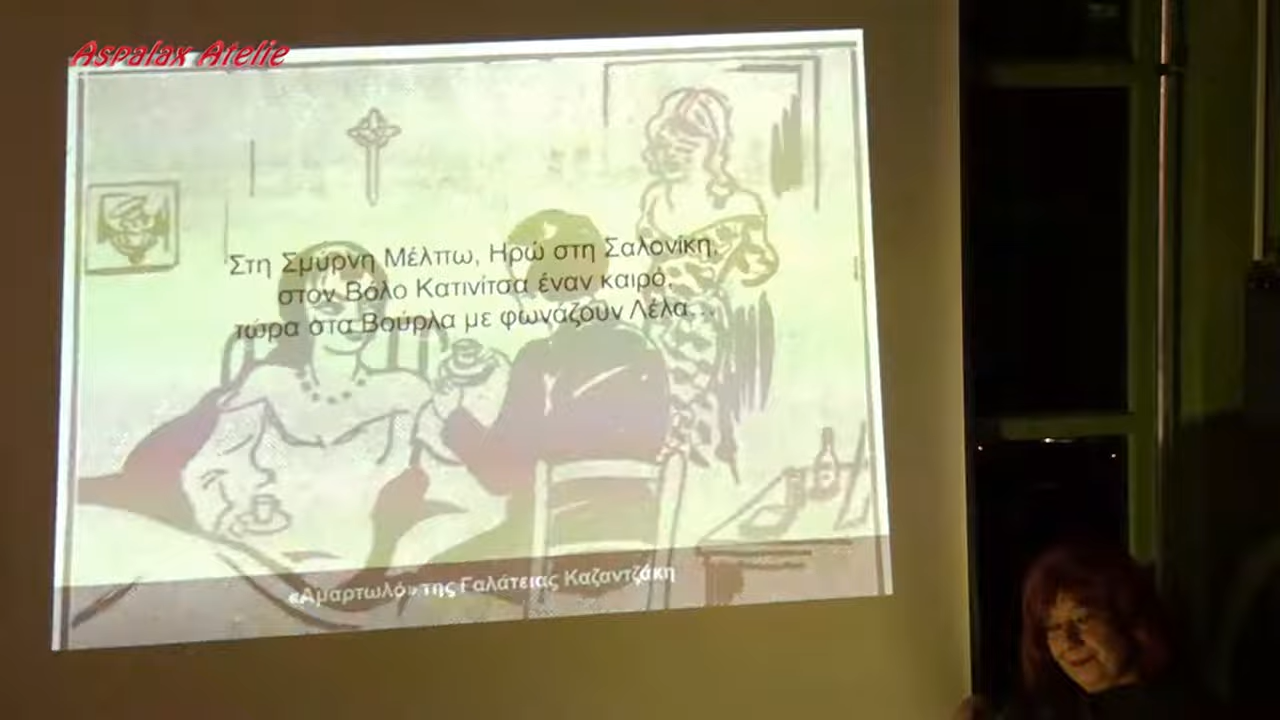 Aspalax Atelie
Στη Σμύρνη Μέλπω, Ηρώ στη Σαλονίκη,
στον Βόλο Κατινίτσα έναν καιρό,
τώρα στα Βούρλα με φωνάζουν Λέλα...
«Αμαρτωλό» της Γαλάτειας Καζαντζάκη